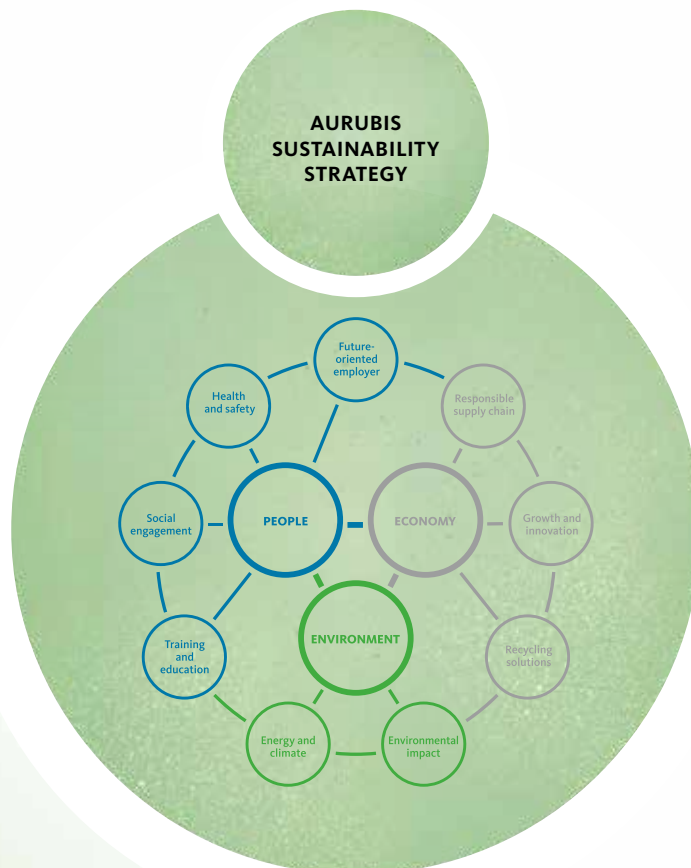 AURUBIS
SUSTAINABILITY
STRATEGY
Future-
oriented
employer
Health
and safety
Responsible
supply chain
PEOPLE
ECONOMY
Social
engagement
Growth and
innovation
ENVIRONMENT
Training
and
education
Recycling
solutions
Energy and
climate
Environmental
impact